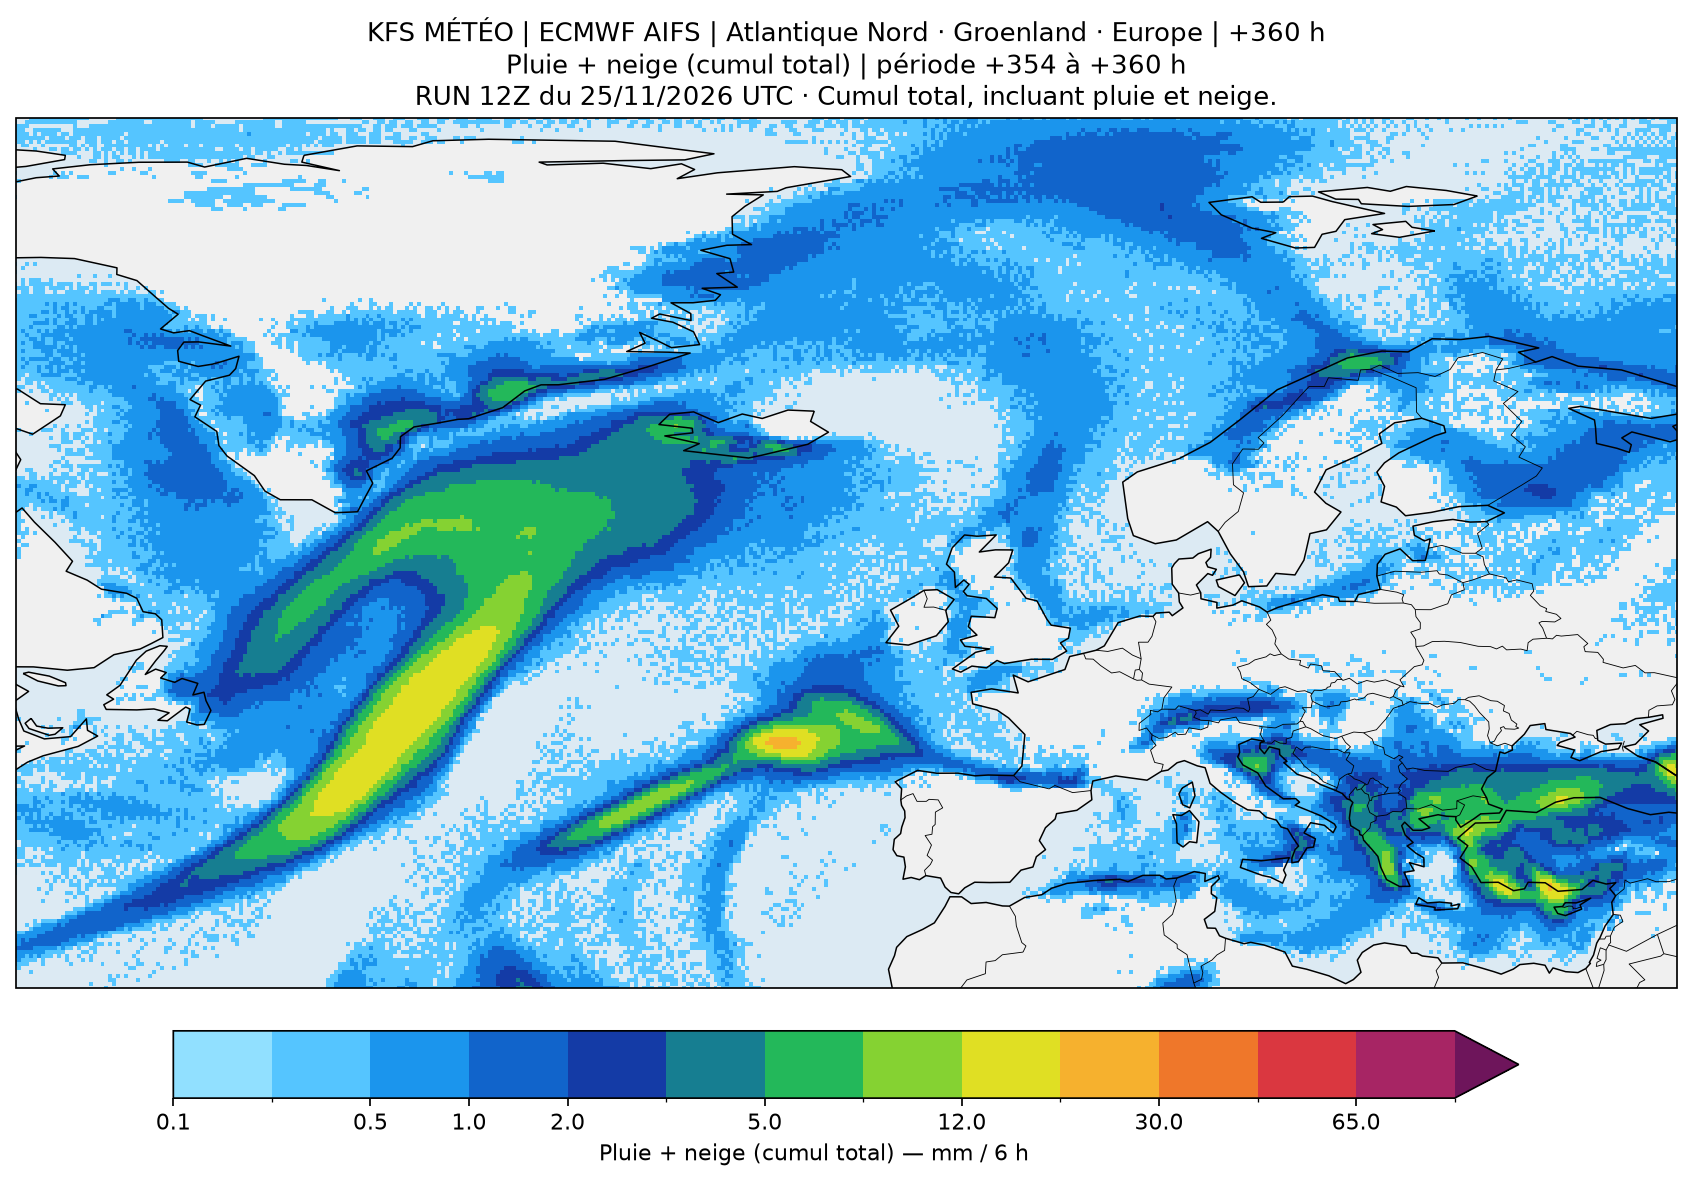 KFS MÉTÉO | ECMWF AIFS | Atlantique Nord · Groenland · Europe | +360 h
Pluie + neige (cumul total) | période +354 à +360 h
RUN 12Z du 25/11/2026 UTC · Cumul total, incluant pluie et neige.
0.1 0.5 1.0 2.0 5.0 12.0 30.0 65.0
Pluie + neige (cumul total) — mm / 6 h